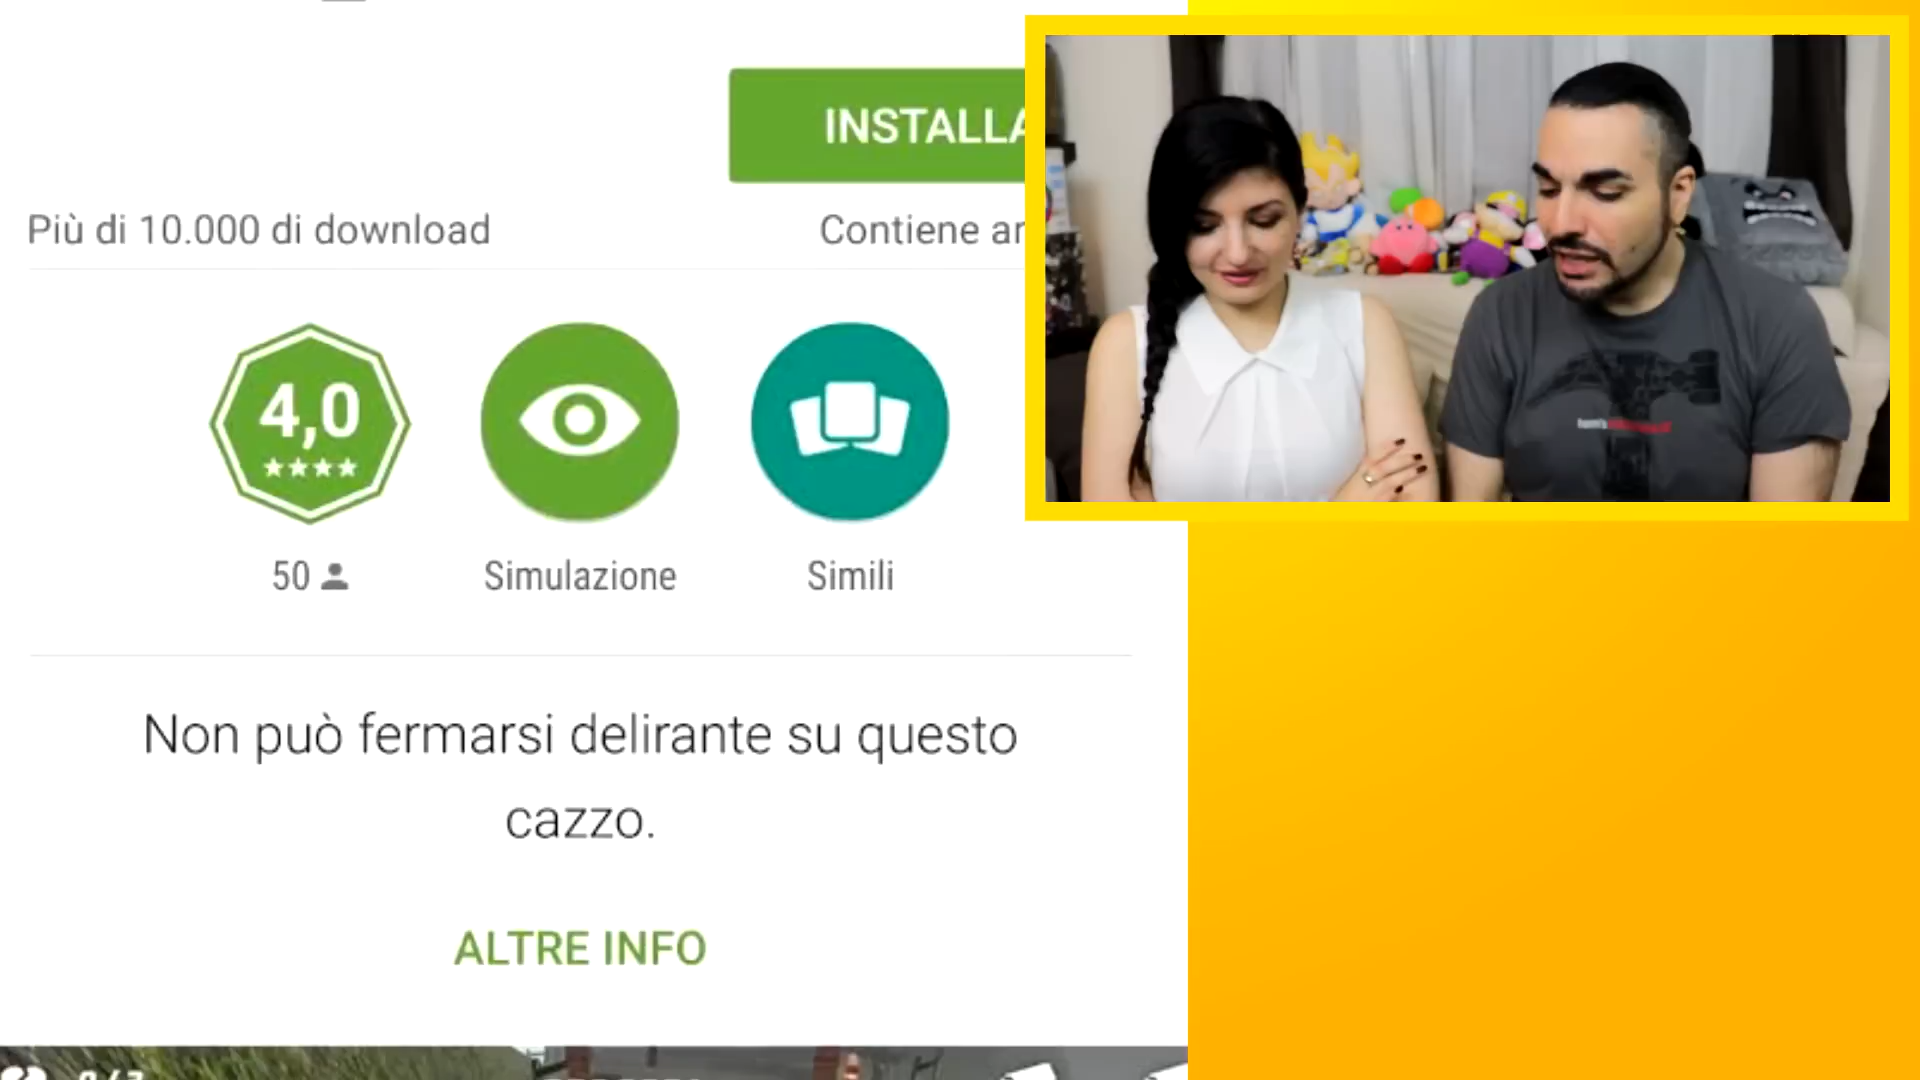 INSTALLA
Più di 10.000 di download
Contiene an
4,0
50
Simulazione
Simili
Non può fermarsi delirante su questo
cazzo.
ALTRE INFO